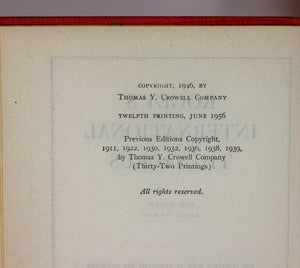 COPYRIGHT, 1946, BY
THOMAS Y. CROWELL COMPANY
TWELFTH PRINTING, JUNE 1956
Previous Editions Copyright,
1911, 1922, 1930, 1932, 1936, 1938, 1939,
by Thomas Y. Crowell Company
(Thirty-Two Printings)
All rights reserved.